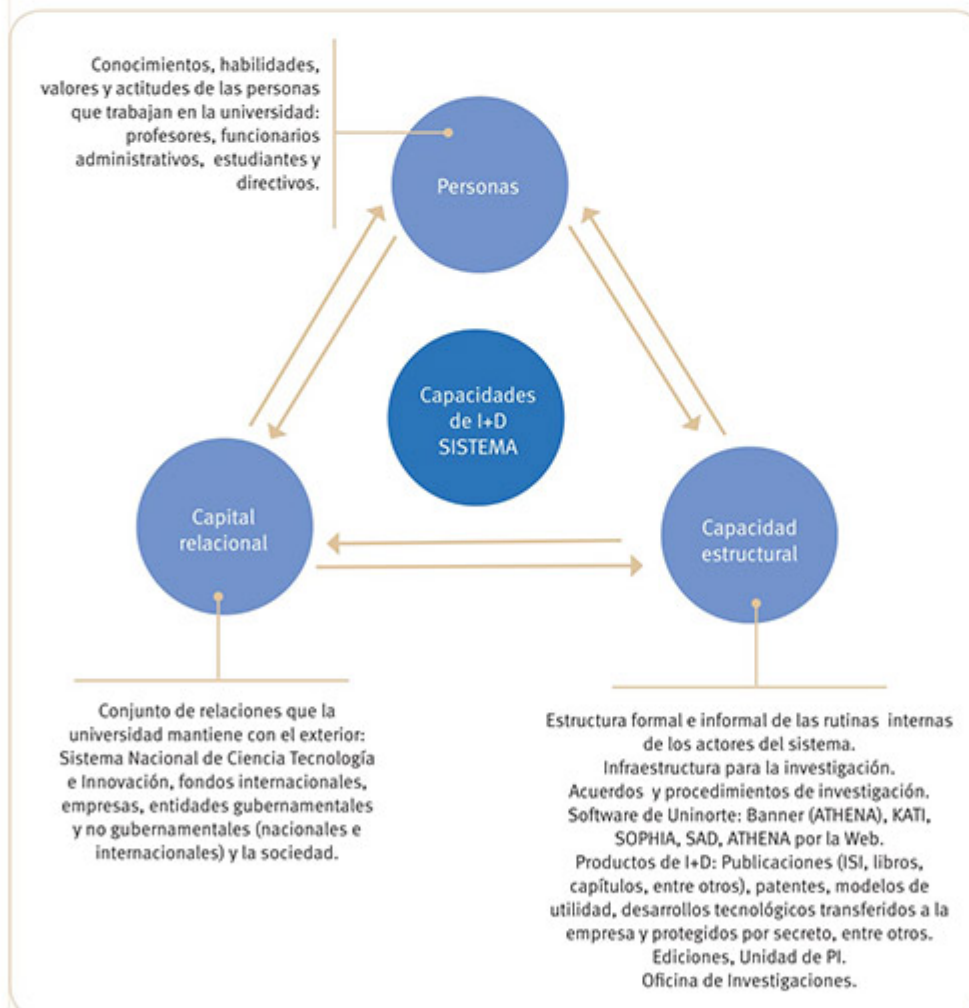 Conocimientos, habilidades,
valores y actitudes de las personas
que trabajan en la universidad:
profesores, funcionarios
administrativos, estudiantes y
directivos.
Personas
Capacidades
de I+D
SISTEMA
Capital
relacional
Capacidad
estructural
Conjunto de relaciones que la
universidad mantiene con el exterior:
Sistema Nacional de Ciencia Tecnología
e Innovación, fondos internacionales,
empresas, entidades gubernamentales
y no gubernamentales (nacionales e
internacionales) y la sociedad.
Estructura formal e informal de las rutinas internas
de los actores del sistema.
Infraestructura para la investigación.
Acuerdos y procedimientos de investigación.
Software de Uninorte: Banner (ATHENA), KATI,
SOPHIA, SAD, ATHENA por la Web.
Productos de I+D: Publicaciones (ISI, libros,
capítulos, entre otros), patentes, modelos de
utilidad, desarrollos tecnológicos transferidos a la
empresa y protegidos por secreto, entre otros.
Ediciones, Unidad de PI.
Oficina de Investigaciones.